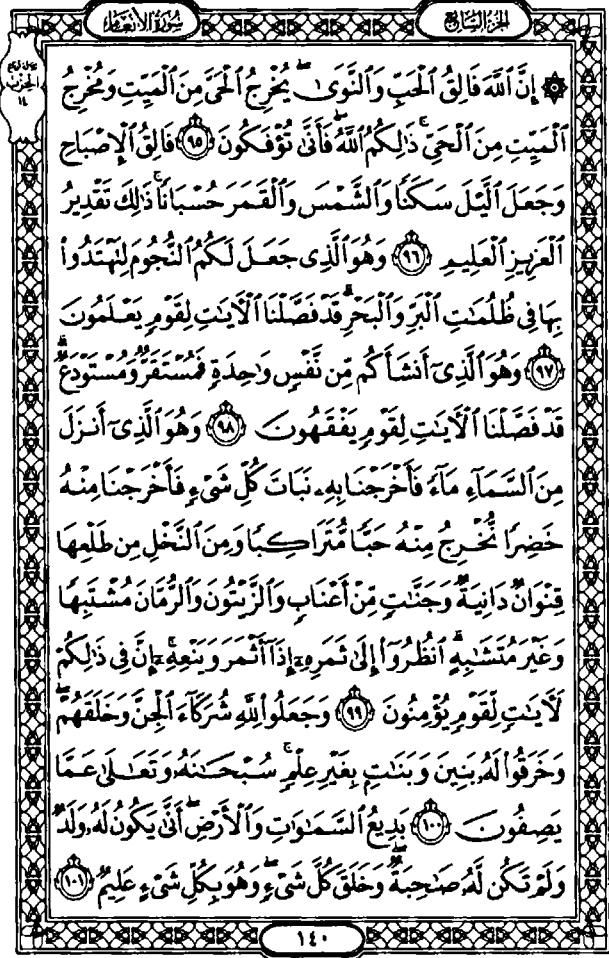 الجزء السابع
سورة الأنعام
الحزب
١٤
۞ إِنَّ ٱللَّهَ فَالِقُ ٱلْحَبِّ وَٱلنَّوَىٰ ۖ يُخْرِجُ ٱلْحَىَّ مِنَ ٱلْمَيِّتِ وَمُخْرِجُ
ٱلْمَيِّتِ مِنَ ٱلْحَىِّ ۚ ذَٰلِكُمُ ٱللَّهُ ۖ فَأَنَّىٰ تُؤْفَكُونَ ٩٥ فَالِقُ ٱلْإِصْبَاحِ
وَجَعَلَ ٱلَّيْلَ سَكَنًا وَٱلشَّمْسَ وَٱلْقَمَرَ حُسْبَانًا ۚ ذَٰلِكَ تَقْدِيرُ
ٱلْعَزِيزِ ٱلْعَلِيمِ ٩٦ وَهُوَ ٱلَّذِى جَعَلَ لَكُمُ ٱلنُّجُومَ لِتَهْتَدُوا۟
بِهَا فِى ظُلُمَٰتِ ٱلْبَرِّ وَٱلْبَحْرِ ۗ قَدْ فَصَّلْنَا ٱلْءَايَٰتِ لِقَوْمٍ يَعْلَمُونَ
٩٧ وَهُوَ ٱلَّذِىٓ أَنشَأَكُم مِّن نَّفْسٍ وَٰحِدَةٍ فَمُسْتَقَرٌّ وَمُسْتَوْدَعٌ ۗ
قَدْ فَصَّلْنَا ٱلْءَايَٰتِ لِقَوْمٍ يَفْقَهُونَ ٩٨ وَهُوَ ٱلَّذِىٓ أَنزَلَ
مِنَ ٱلسَّمَآءِ مَآءً فَأَخْرَجْنَا بِهِۦ نَبَاتَ كُلِّ شَىْءٍ فَأَخْرَجْنَا مِنْهُ
خَضِرًا نُّخْرِجُ مِنْهُ حَبًّا مُّتَرَاكِبًا وَمِنَ ٱلنَّخْلِ مِن طَلْعِهَا
قِنْوَانٌ دَانِيَةٌ وَجَنَّٰتٍ مِّنْ أَعْنَابٍ وَٱلزَّيْتُونَ وَٱلرُّمَّانَ مُشْتَبِهًا
وَغَيْرَ مُتَشَٰبِهٍ ۗ ٱنظُرُوٓا۟ إِلَىٰ ثَمَرِهِۦٓ إِذَآ أَثْمَرَ وَيَنْعِهِۦٓ ۚ إِنَّ فِى ذَٰلِكُمْ
لَءَايَٰتٍ لِّقَوْمٍ يُؤْمِنُونَ ٩٩ وَجَعَلُوا۟ لِلَّهِ شُرَكَآءَ ٱلْجِنَّ وَخَلَقَهُمْ ۖ
وَخَرَقُوا۟ لَهُۥ بَنِينَ وَبَنَٰتٍۭ بِغَيْرِ عِلْمٍ ۚ سُبْحَٰنَهُۥ وَتَعَٰلَىٰ عَمَّا
يَصِفُونَ ١٠٠ بَدِيعُ ٱلسَّمَٰوَٰتِ وَٱلْأَرْضِ ۖ أَنَّىٰ يَكُونُ لَهُۥ وَلَدٌ
وَلَمْ تَكُن لَّهُۥ صَٰحِبَةٌ ۖ وَخَلَقَ كُلَّ شَىْءٍ ۖ وَهُوَ بِكُلِّ شَىْءٍ عَلِيمٌ ١٠١
١٤٠